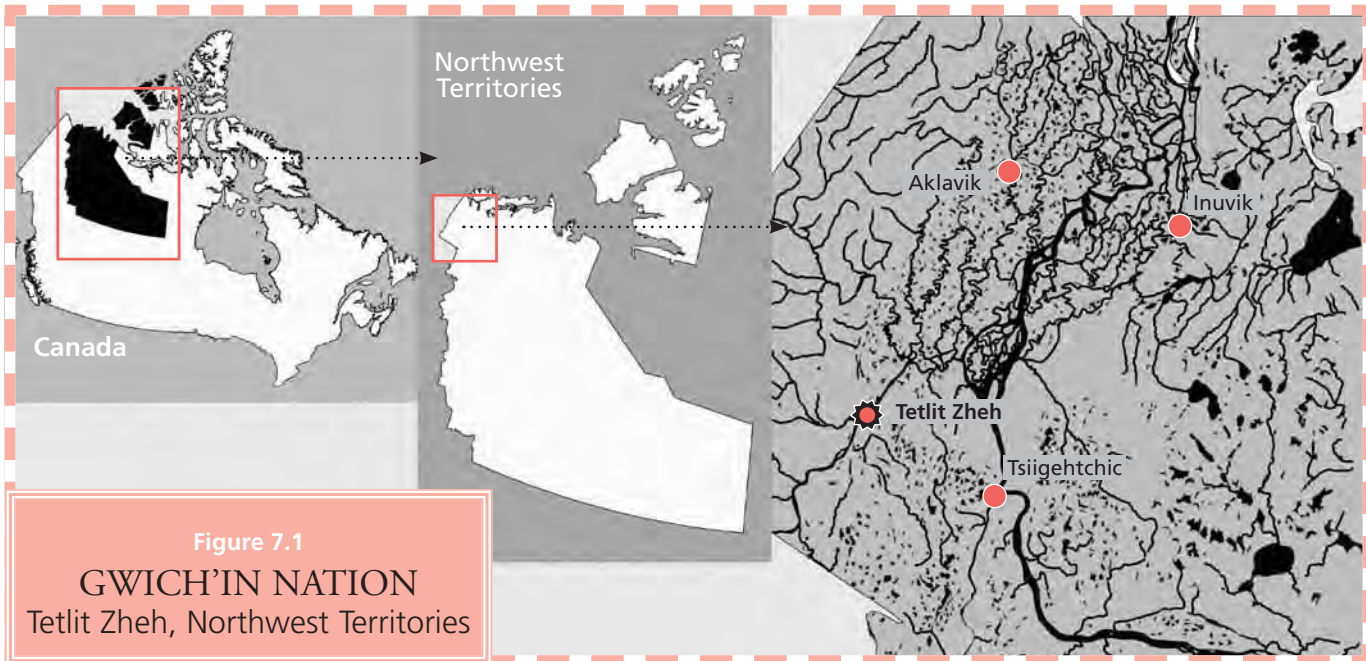 Canada
Northwest
Territories
Aklavik
Inuvik
Tetlit Zheh
Tsiigehtchic
Figure 7.1
GWICH’IN NATION
Tetlit Zheh, Northwest Territories